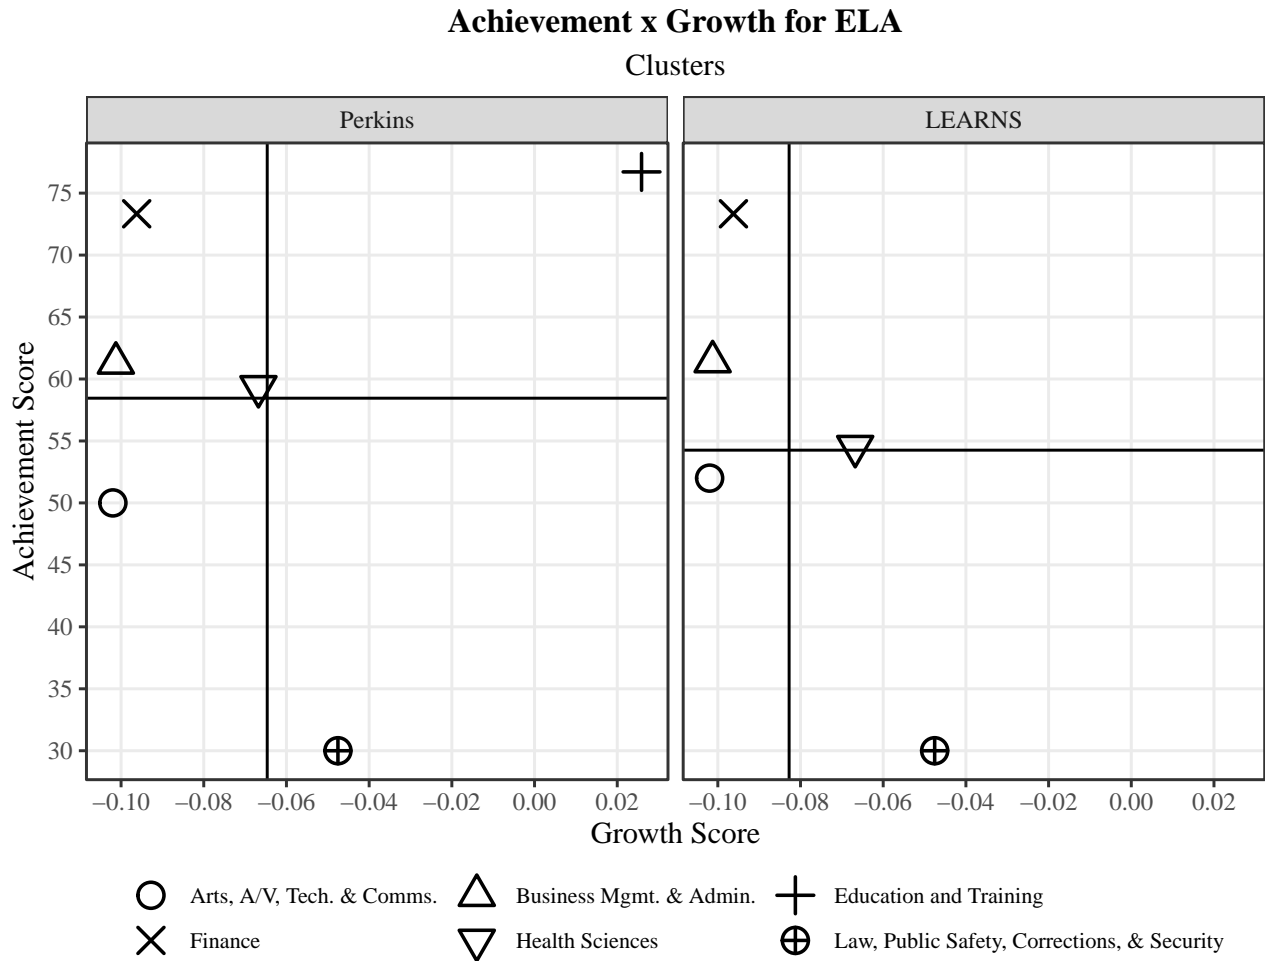 Achievement x Growth for ELA
Clusters
Perkins
LEARNS
Achievement Score
75
70
65
60
55
50
45
40
35
30
−0.10 −0.08 −0.06 −0.04 −0.02 0.00 0.02
−0.10 −0.08 −0.06 −0.04 −0.02 0.00 0.02
Growth Score
Arts, A/V, Tech. & Comms.
Business Mgmt. & Admin.
Education and Training
Finance
Health Sciences
Law, Public Safety, Corrections, & Security